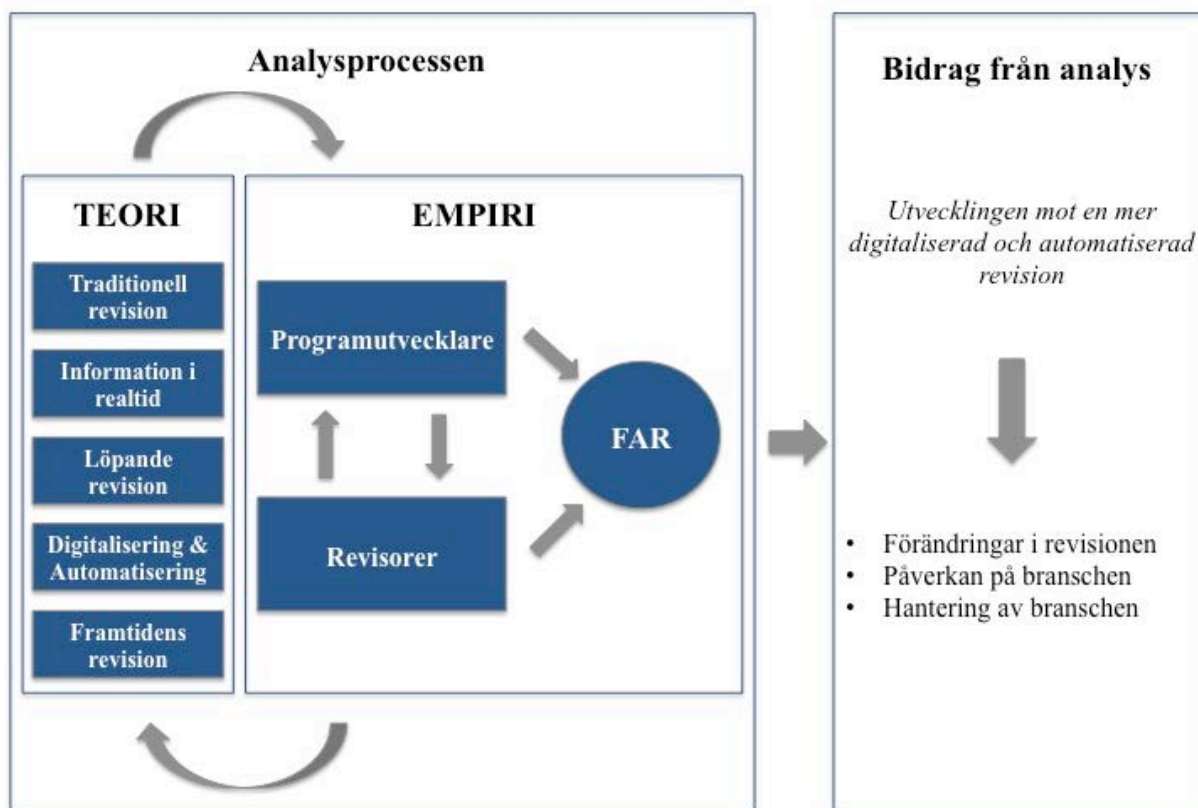 Analysprocessen
TEORI
Traditionell
revision
Information i
realtid
Löpande
revision
Digitalisering &
Automatisering
Framtidens
revision
EMPIRI
Programutvecklare
Revisorer
FAR
Bidrag från analys
Utvecklingen mot en mer
digitaliserad och automatiserad
revision
• Förändringar i revisionen
• Påverkan på branschen
• Hantering av branschen